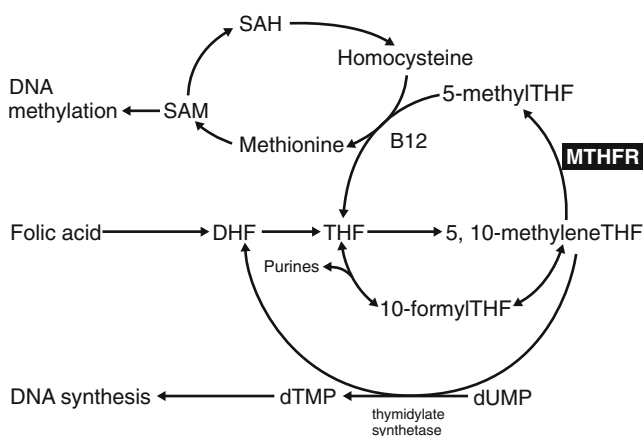 SAH
Homocysteine
DNA
methylation
SAM
5-methylTHF
Methionine
B12
MTHFR
Folic acid
DHF
THF
5, 10-methyleneTHF
Purines
10-formylTHF
DNA synthesis
dTMP
dUMP
thymidylate
synthetase